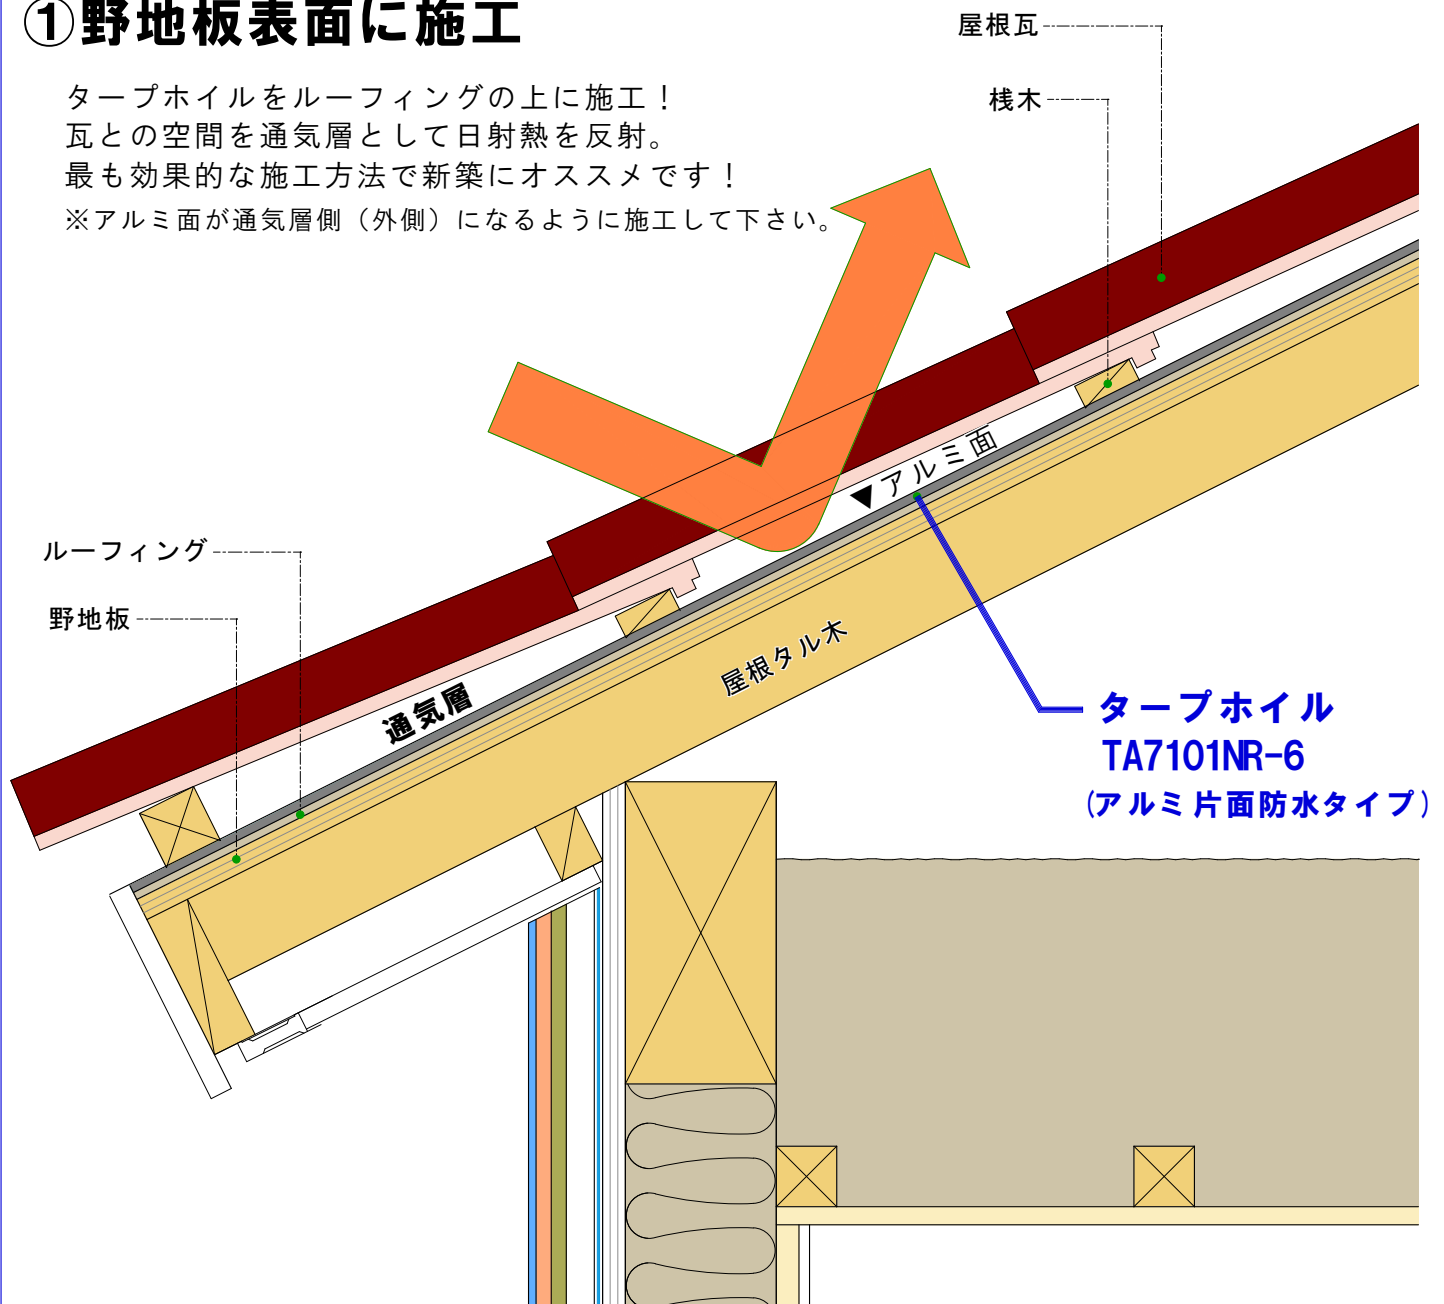 ①野地板表面に施工
タープホイルをルーフィングの上に施工！
瓦との空間を通気層として日射熱を反射。
最も効果的な施工方法で新築にオススメです！
※アルミ面が通気層側（外側）になるように施工して下さい。
屋根瓦
桟木
▼アルミ面
ルーフィング
野地板
通気層
屋根タル木
タープホイル
TA7101NR-6
(アルミ片面防水タイプ)